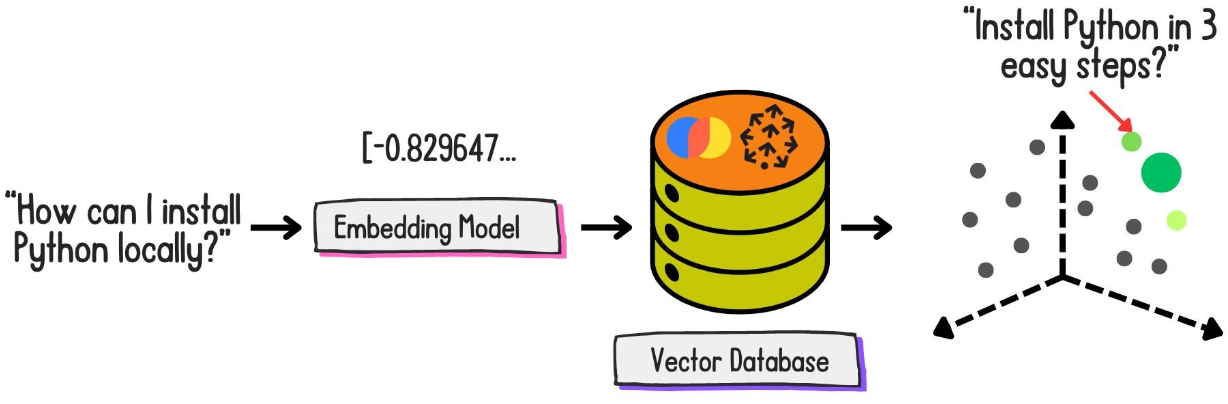 "How can I install
Python locally?"
[-0.829647...
Embedding Model
Vector Database
"Install Python in 3
easy steps?"